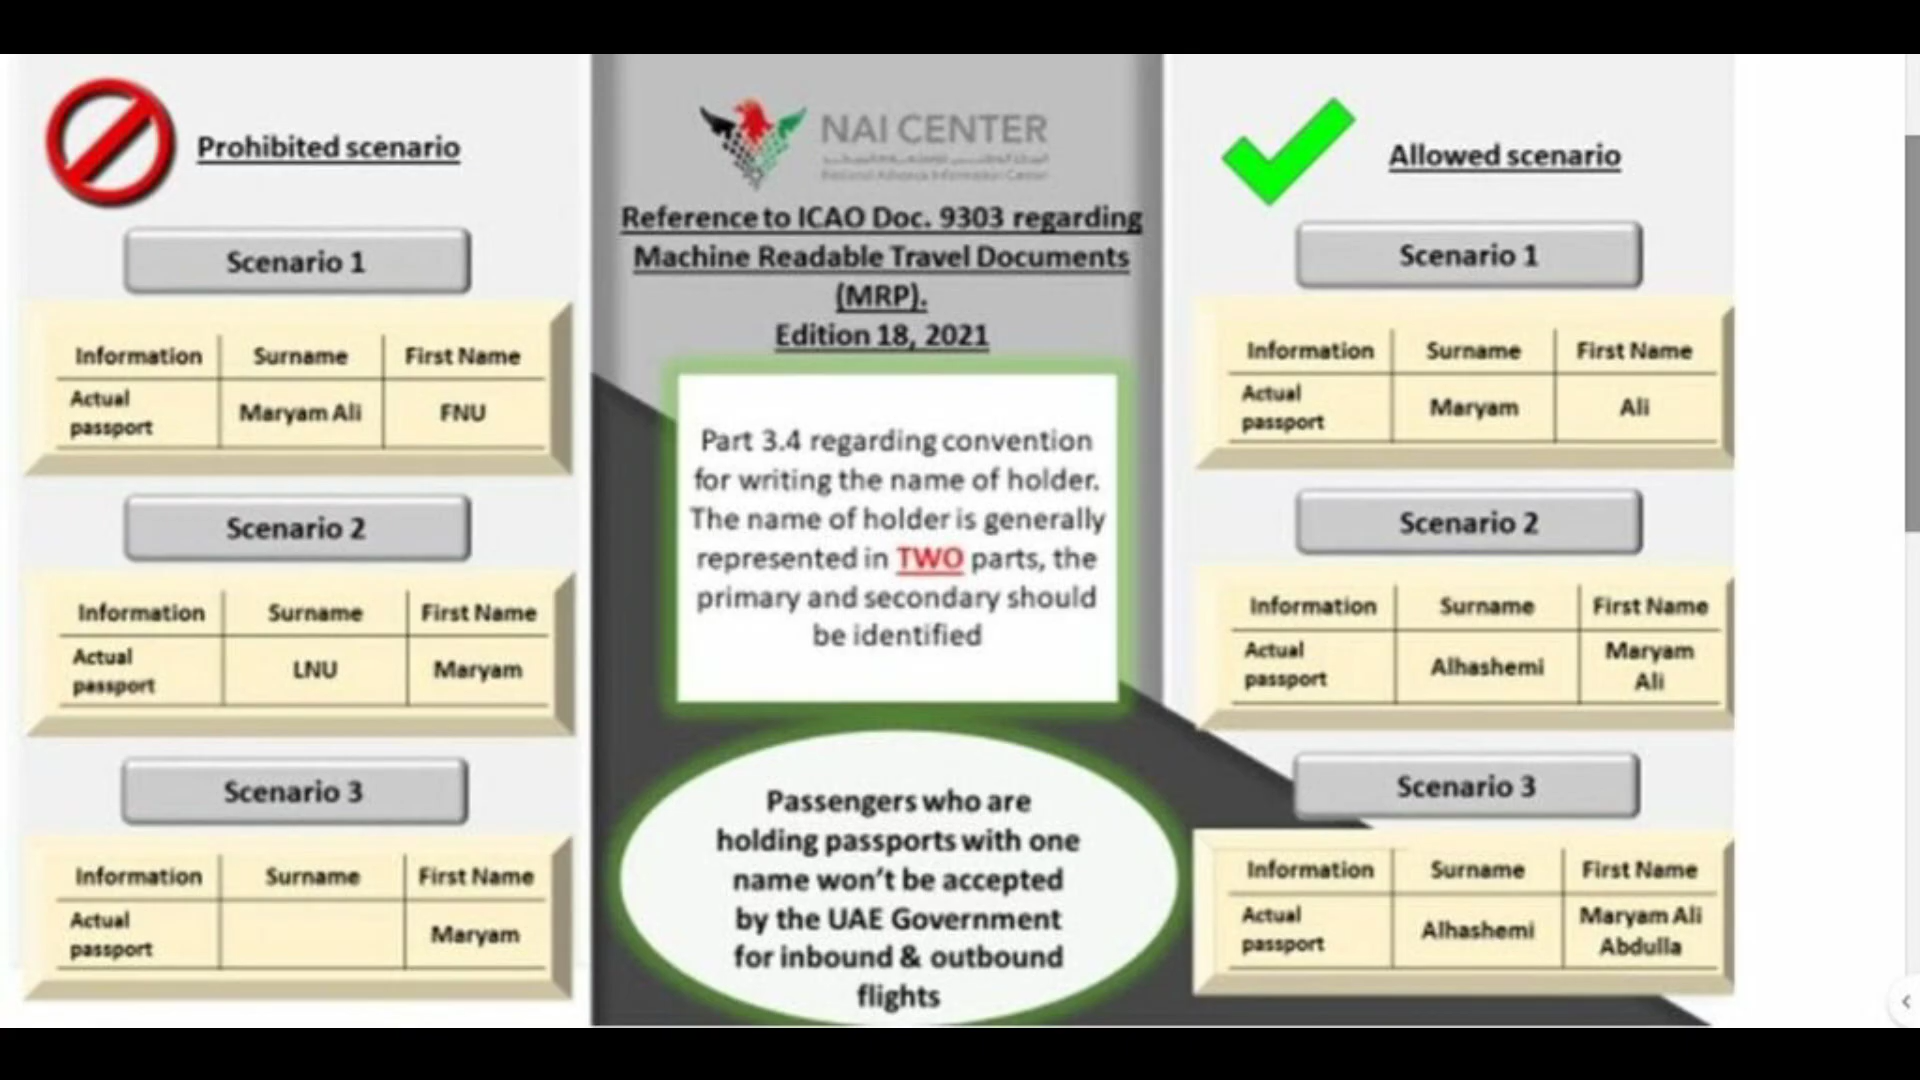 Prohibited scenario
Scenario 1
Information Surname First Name
Actual passport Maryam Ali FNU
Scenario 2
Information Surname First Name
Actual passport LNU Maryam
Scenario 3
Information Surname First Name
Actual passport Maryam
NAI CENTER
National Advance Information Center
Reference to ICAO Doc. 9303 regarding
Machine Readable Travel Documents
(MRP).
Edition 18, 2021
Part 3.4 regarding convention
for writing the name of holder.
The name of holder is generally
represented in TWO parts, the
primary and secondary should
be identified
Passengers who are
holding passports with one
name won't be accepted
by the UAE Government
for inbound & outbound
flights
Allowed scenario
Scenario 1
Information Surname First Name
Actual passport Maryam Ali
Scenario 2
Information Surname First Name
Actual passport Alhashemi Maryam Ali
Scenario 3
Information Surname First Name
Actual passport Alhashemi Maryam Ali Abdulla